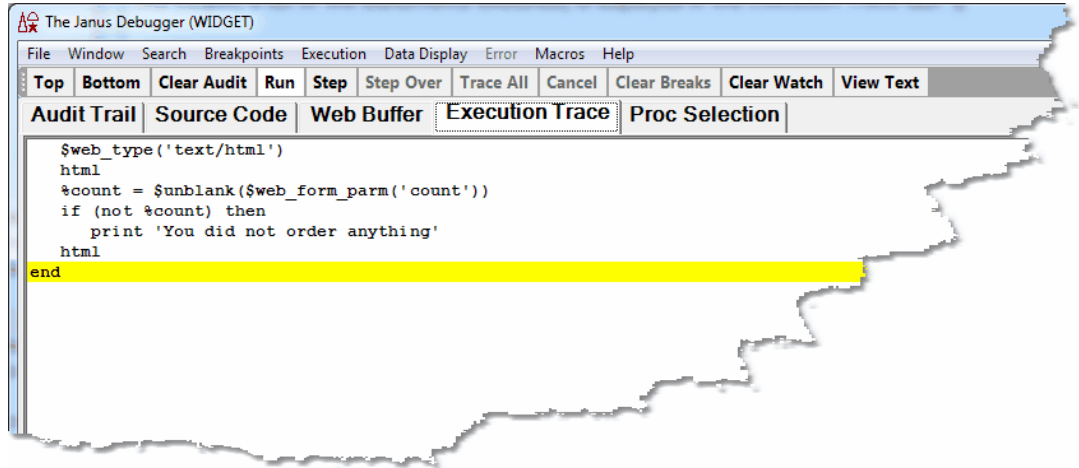 The Janus Debugger (WIDGET)
File Window Search Breakpoints Execution Data Display Error Macros Help
Top Bottom Clear Audit Run Step Step Over Trace All Cancel Clear Breaks Clear Watch View Text
Audit Trail Source Code Web Buffer Execution Trace Proc Selection
$web_type('text/html')
html
%count = $unblank($web_form_parm('count'))
if (not %count) then
print 'You did not order anything'
html
end